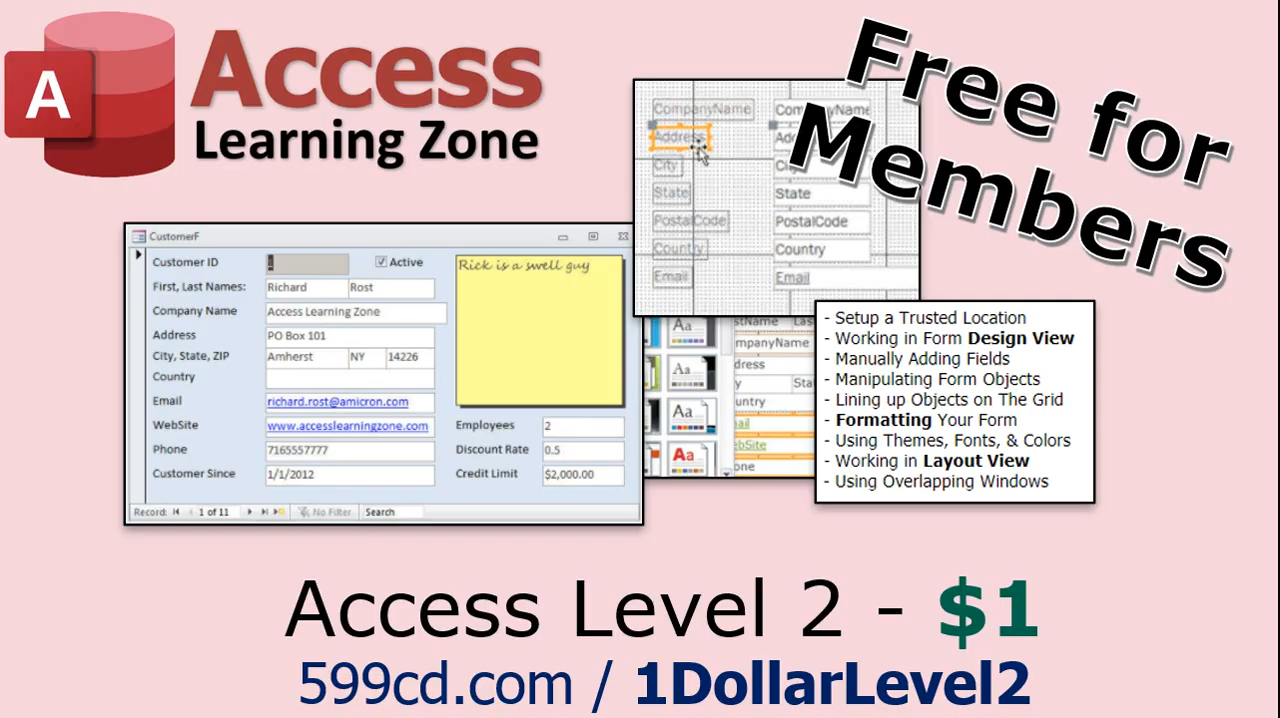 A
Access
Learning Zone
Free for
Members
CompanyName CompanyName
Address
City
State State
PostalCode PostalCode
Country Country
Email Email
CustomerF
Customer ID
Active
First, Last Names: Richard Rost
Company Name Access Learning Zone
Address PO Box 101
City, State, ZIP Amherst NY 14226
Country
Email richard.rost@amicron.com
WebSite www.accesslearningzone.com
Phone 7165557777
Customer Since 1/1/2012
Rick is a swell guy
Employees 2
Discount Rate 0.5
Credit Limit $2,000.00
Record: 1 of 11 No Filter Search
Aa
Aa
Aa
Aa
CompanyName
- Setup a Trusted Location
- Working in Form Design View
- Manually Adding Fields
- Manipulating Form Objects
- Lining up Objects on The Grid
- Formatting Your Form
- Using Themes, Fonts, & Colors
- Working in Layout View
- Using Overlapping Windows
Access Level 2 - $1
599cd.com / 1DollarLevel2